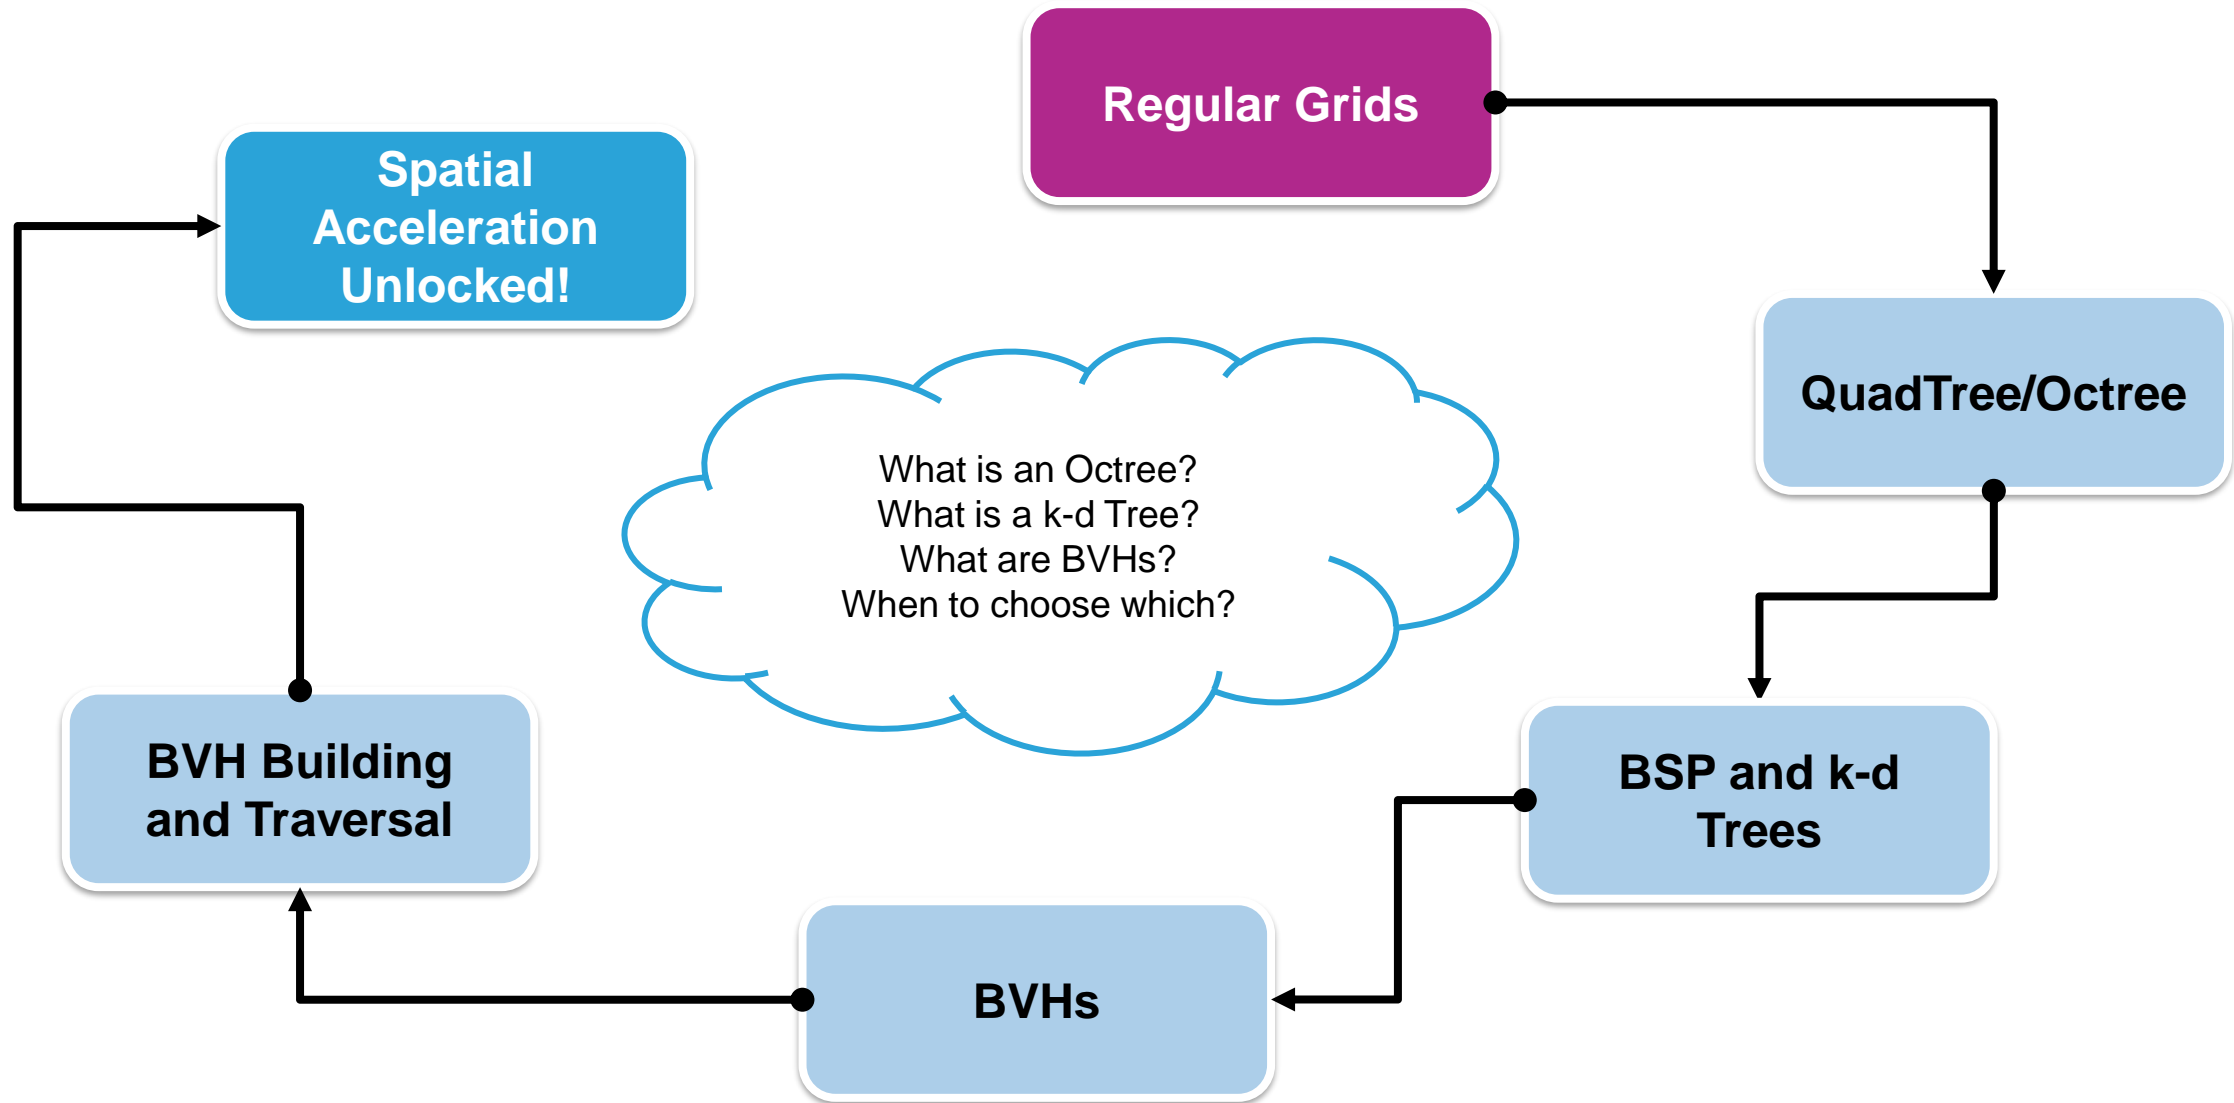 Regular Grids
Spatial
Acceleration
Unlocked!
QuadTree/Octree
What is an Octree?
What is a k-d Tree?
What are BVHs?
When to choose which?
BVH Building
and Traversal
BSP and k-d
Trees
BVHs